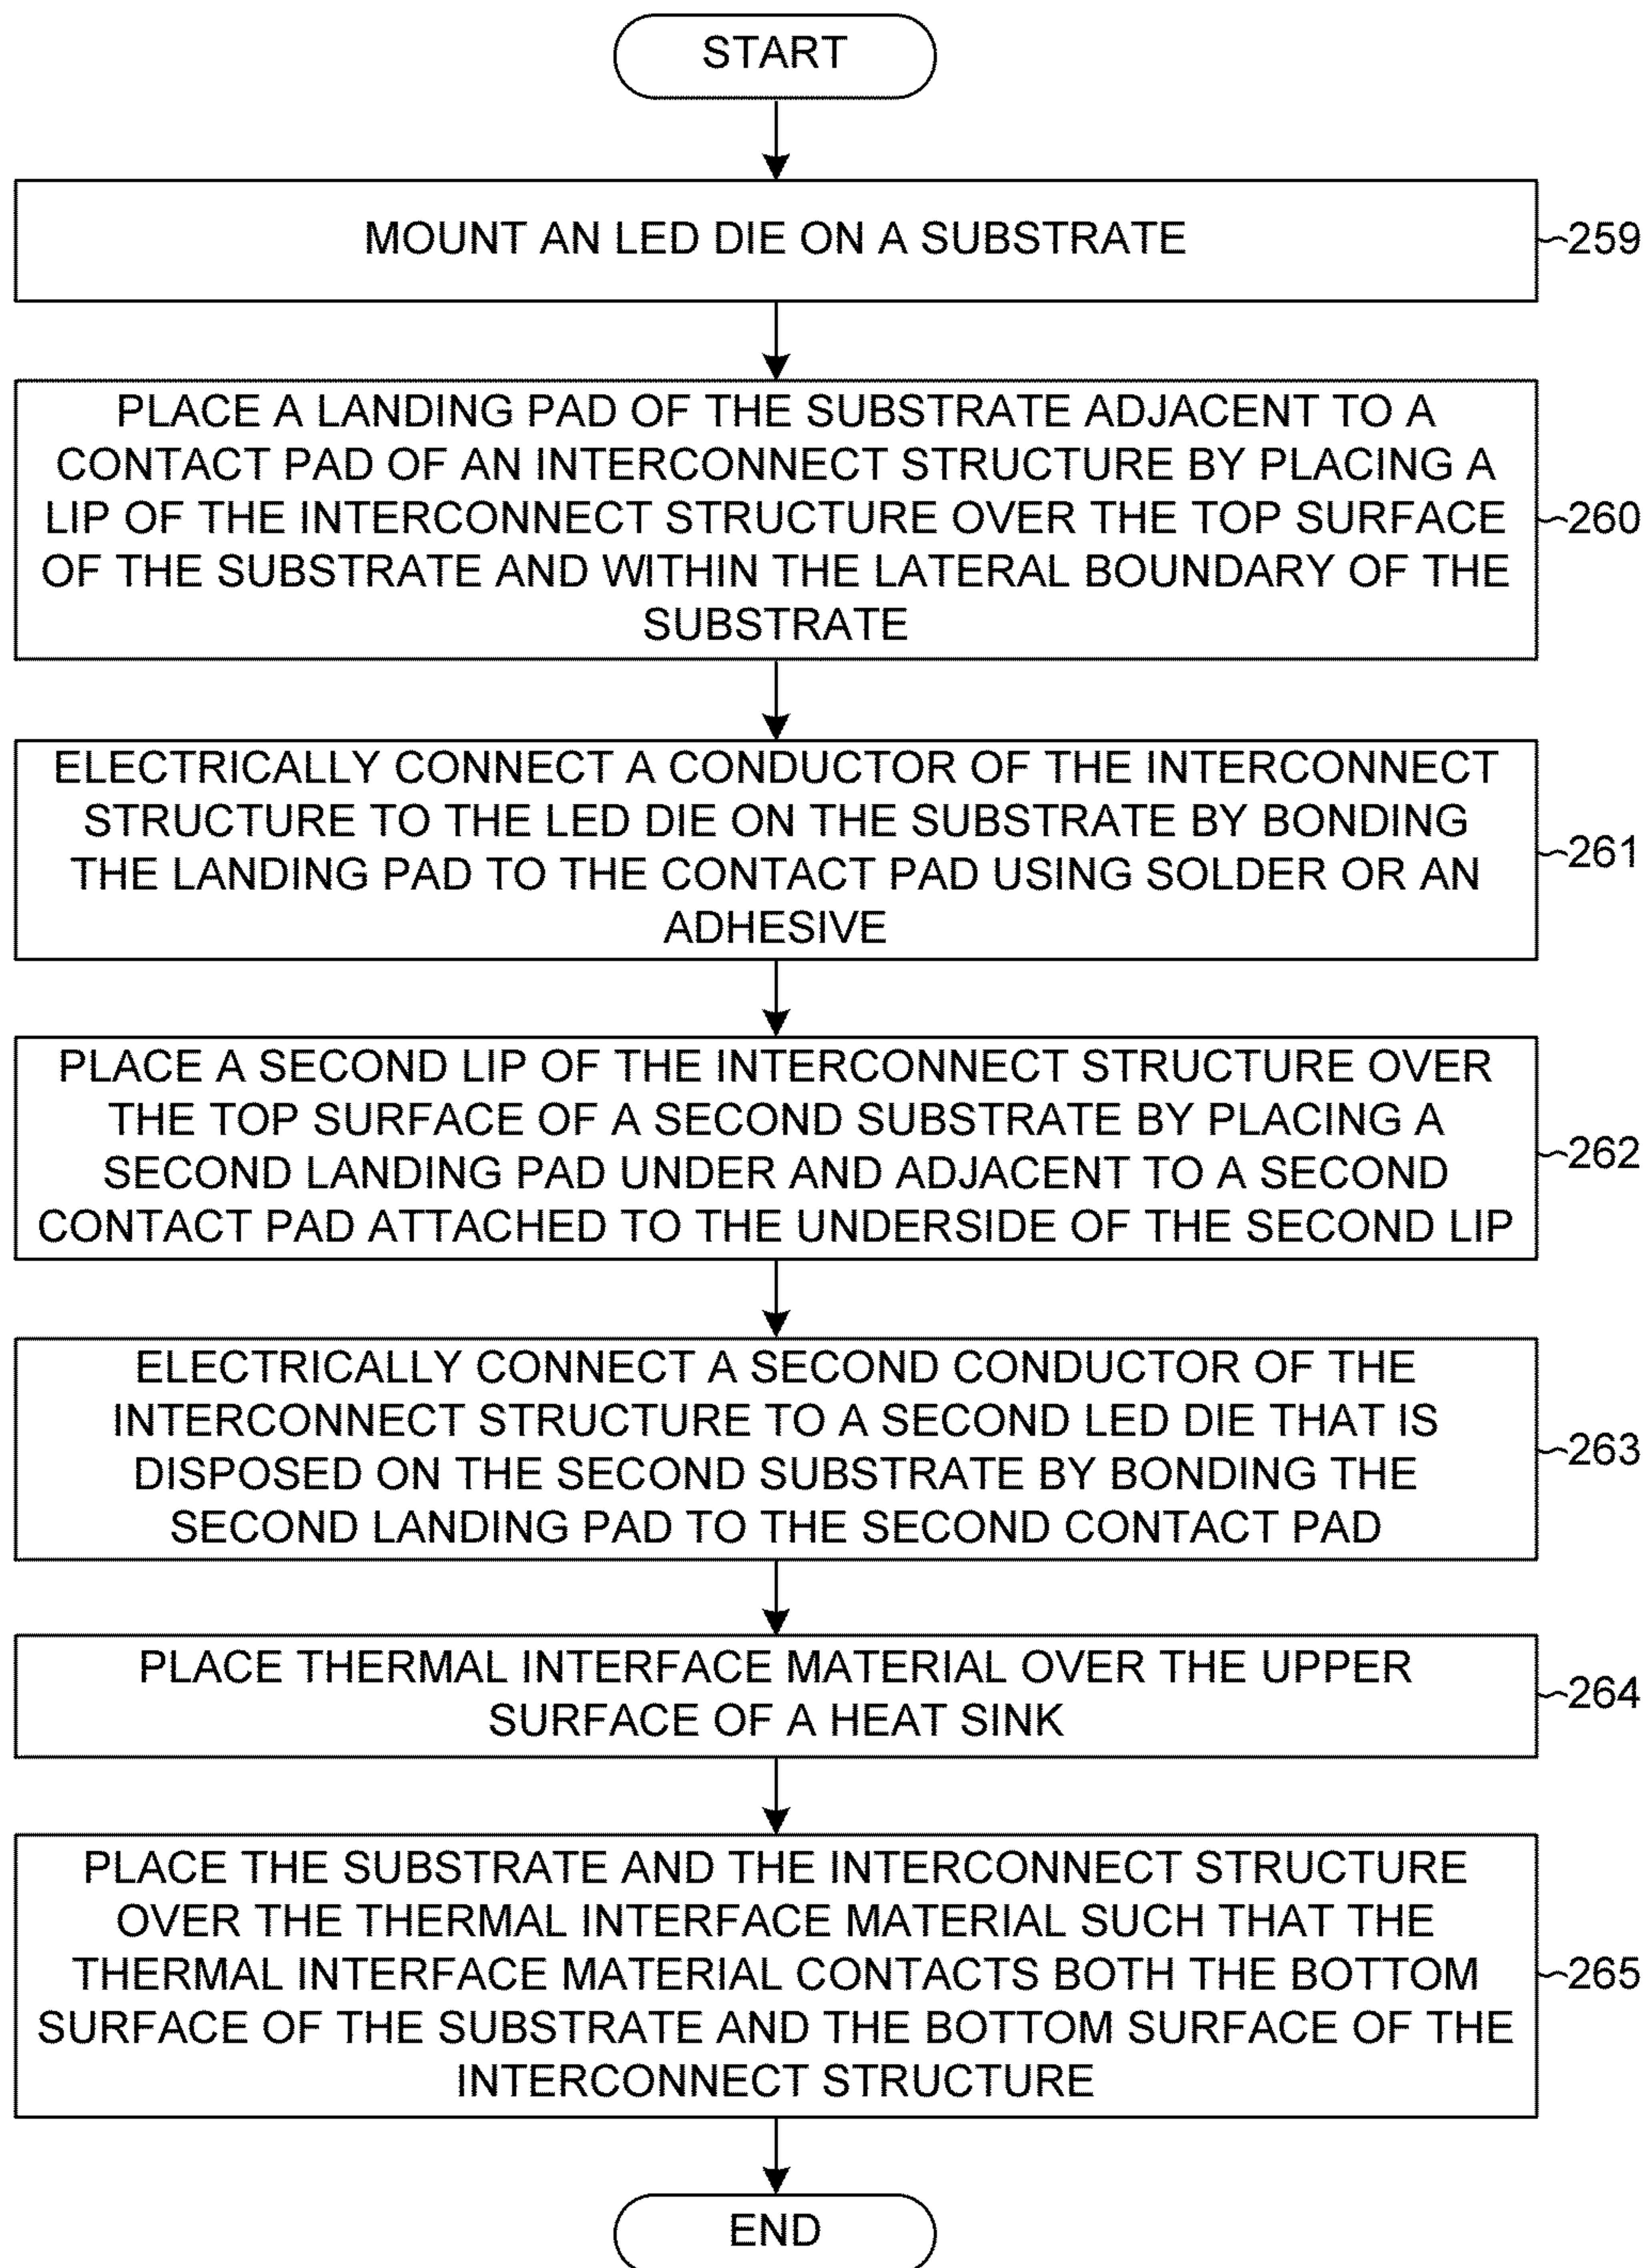 START
MOUNT AN LED DIE ON A SUBSTRATE
259
PLACE A LANDING PAD OF THE SUBSTRATE ADJACENT TO A
CONTACT PAD OF AN INTERCONNECT STRUCTURE BY PLACING A
LIP OF THE INTERCONNECT STRUCTURE OVER THE TOP SURFACE
OF THE SUBSTRATE AND WITHIN THE LATERAL BOUNDARY OF THE
SUBSTRATE
260
ELECTRICALLY CONNECT A CONDUCTOR OF THE INTERCONNECT
STRUCTURE TO THE LED DIE ON THE SUBSTRATE BY BONDING
THE LANDING PAD TO THE CONTACT PAD USING SOLDER OR AN
ADHESIVE
261
PLACE A SECOND LIP OF THE INTERCONNECT STRUCTURE OVER
THE TOP SURFACE OF A SECOND SUBSTRATE BY PLACING A
SECOND LANDING PAD UNDER AND ADJACENT TO A SECOND
CONTACT PAD ATTACHED TO THE UNDERSIDE OF THE SECOND LIP
262
ELECTRICALLY CONNECT A SECOND CONDUCTOR OF THE
INTERCONNECT STRUCTURE TO A SECOND LED DIE THAT IS
DISPOSED ON THE SECOND SUBSTRATE BY BONDING THE
SECOND LANDING PAD TO THE SECOND CONTACT PAD
263
PLACE THERMAL INTERFACE MATERIAL OVER THE UPPER
SURFACE OF A HEAT SINK
264
PLACE THE SUBSTRATE AND THE INTERCONNECT STRUCTURE
OVER THE THERMAL INTERFACE MATERIAL SUCH THAT THE
THERMAL INTERFACE MATERIAL CONTACTS BOTH THE BOTTOM
SURFACE OF THE SUBSTRATE AND THE BOTTOM SURFACE OF THE
INTERCONNECT STRUCTURE
265
END